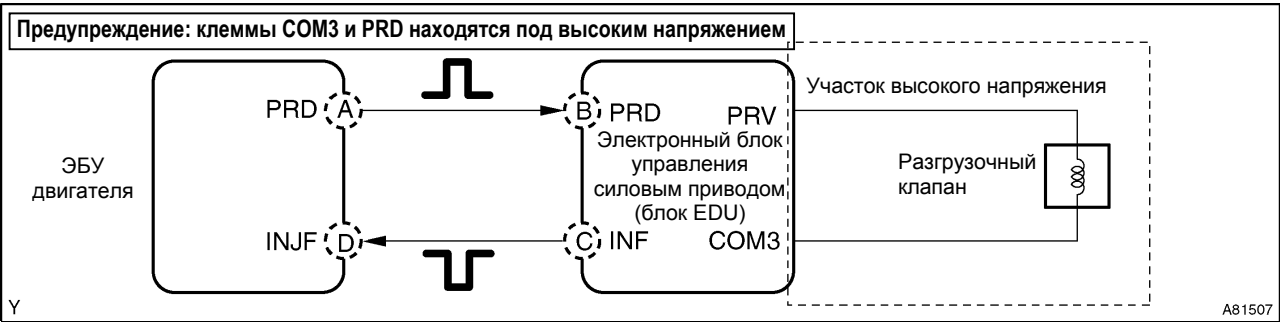 Предупреждение: клеммы COM3 и PRD находятся под высоким напряжением
Участок высокого напряжения
PRD A
B PRD
PRV
Электронный блок
управления
силовым приводом
(блок EDU)
ЭБУ
двигателя
Разгрузочный
клапан
INJF D
C INF
COM3
Y
A81507